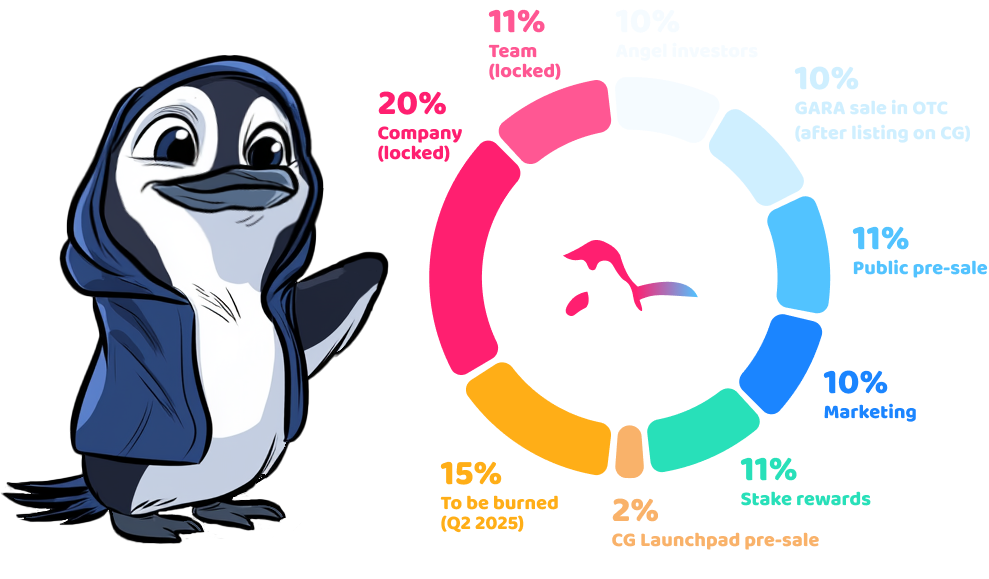 11%
Team
(locked)
10%
Angel investors
10%
GARA sale in OTC
(after listing on CG)
20%
Company
(locked)
11%
Public pre-sale
10%
Marketing
11%
Stake rewards
15%
To be burned
(Q2 2025)
2%
CG Launchpad pre-sale